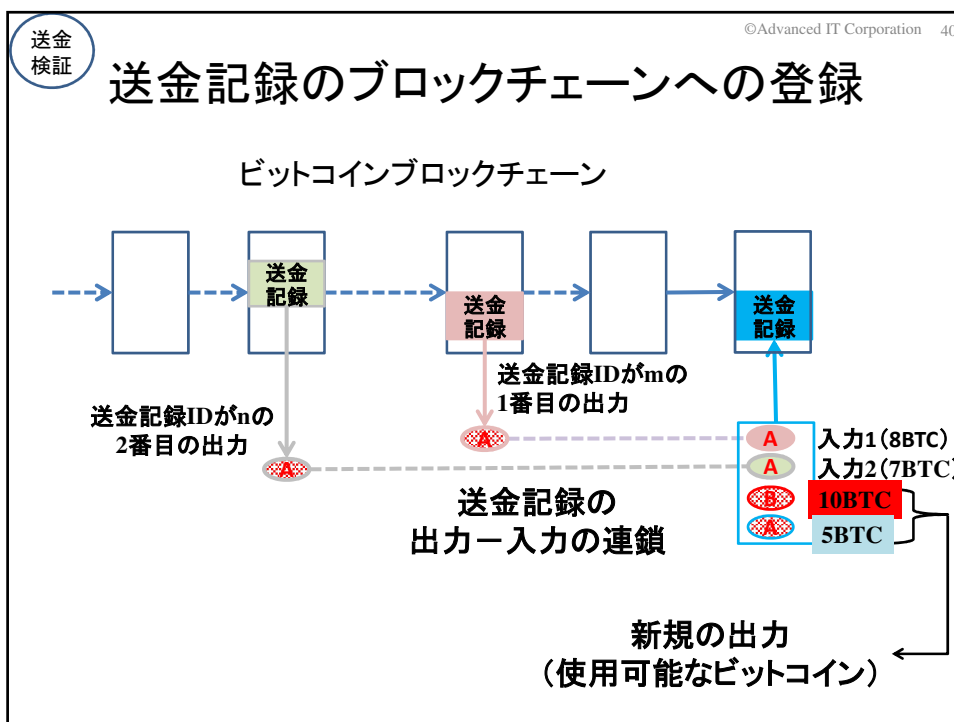 ©Advanced IT Corporation 40
送金
検証
送金記録のブロックチェーンへの登録
ビットコインブロックチェーン
送金
記録
送金
記録
送金
記録
送金記録IDがmの
1番目の出力
送金記録IDがnの
2番目の出力
A
A
A
入力1(8BTC)
A
入力2(7BTC)
B
10BTC
A
5BTC
送金記録の
出力－入力の連鎖
新規の出力
(使用可能なビットコイン)